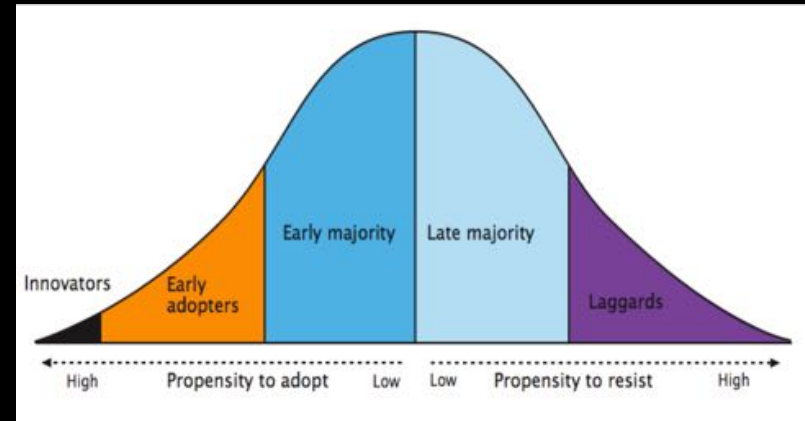 Early majority
Late majority
Innovators
Early
adopters
Laggards
High Propensity to adopt Low Low Propensity to resist High